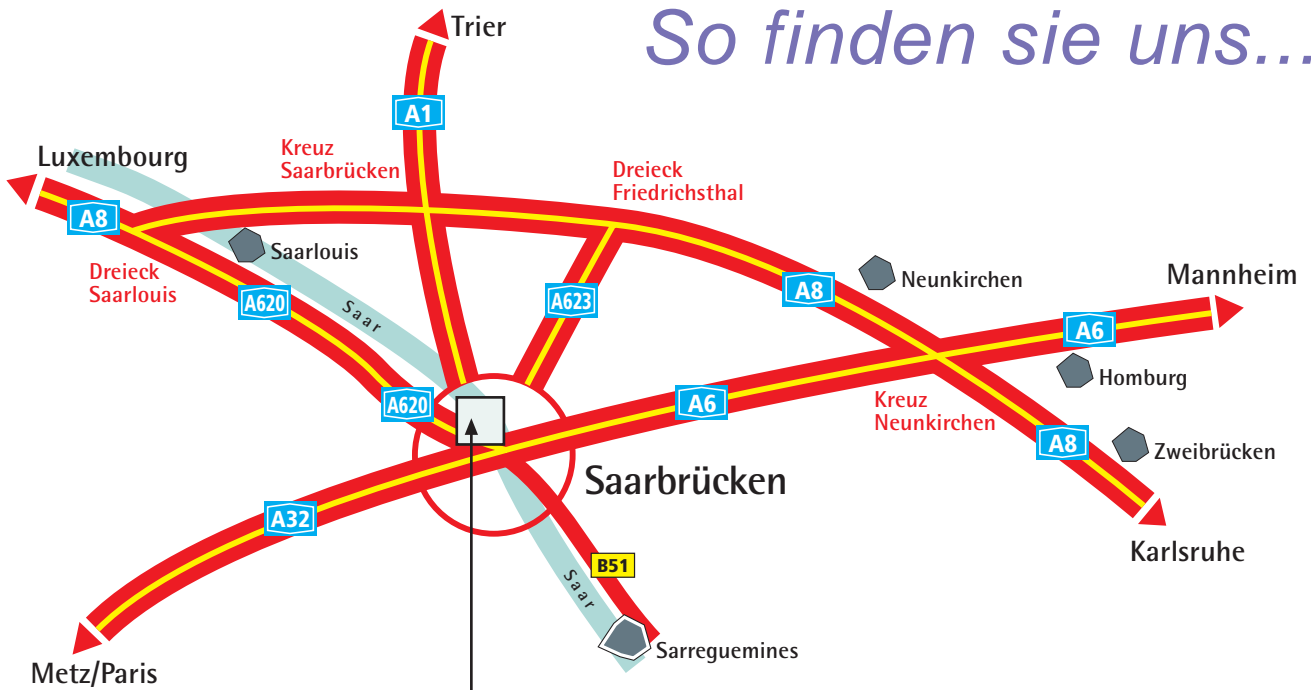 So finden sie uns...
Trier
A1
Luxembourg
Kreuz
Saarbrücken
Dreieck
Friedrichsthal
A8
Saarlouis
Dreieck
Saarlouis
A620
Saar
A623
A8
Neunkirchen
Mannheim
A6
Homburg
A620
A6
Kreuz
Neunkirchen
A8
Zweibrücken
Saarbrücken
A32
Karlsruhe
B51
Saar
Sarreguemines
Metz/Paris